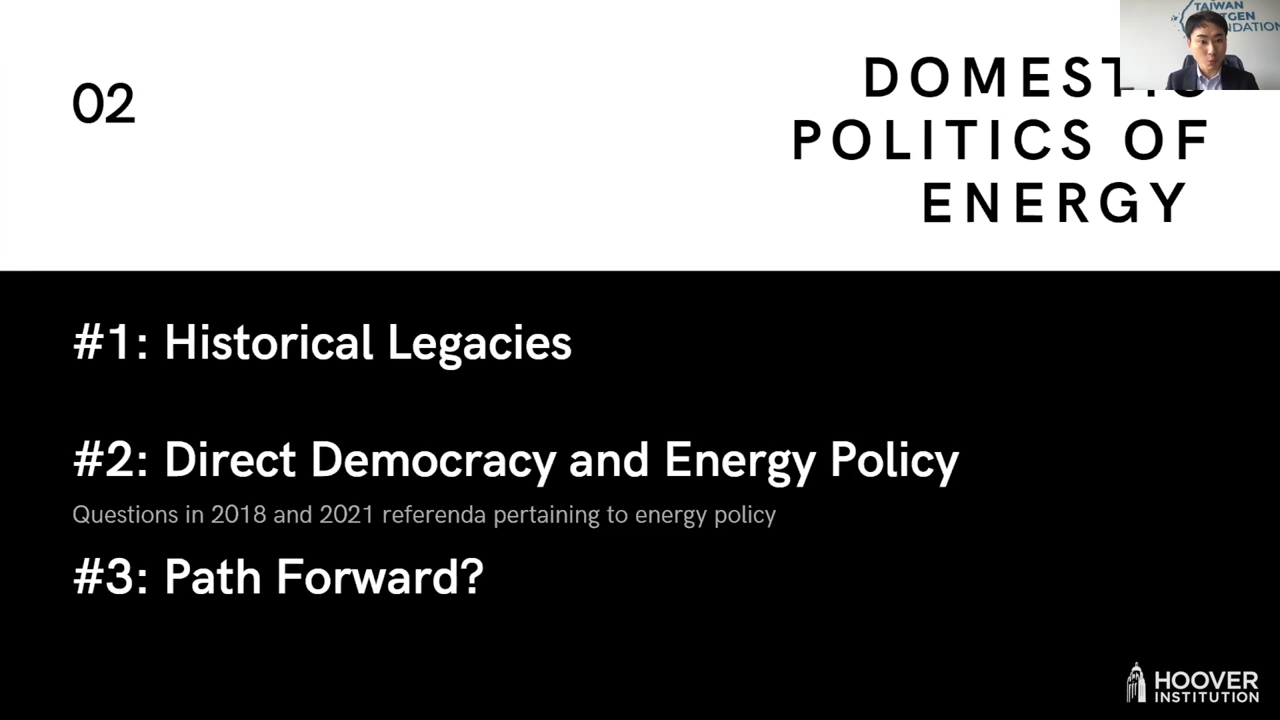 02
DOMESTIC
POLITICS OF
ENERGY
#1: Historical Legacies
#2: Direct Democracy and Energy Policy
Questions in 2018 and 2021 referenda pertaining to energy policy
#3: Path Forward?
HOOVER
INSTITUTION
TAIWAN